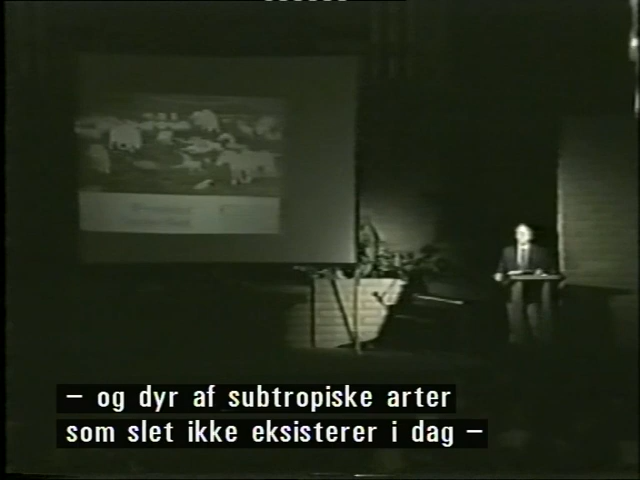 – og dyr af subtropiske arter
som slet ikke eksisterer i dag –